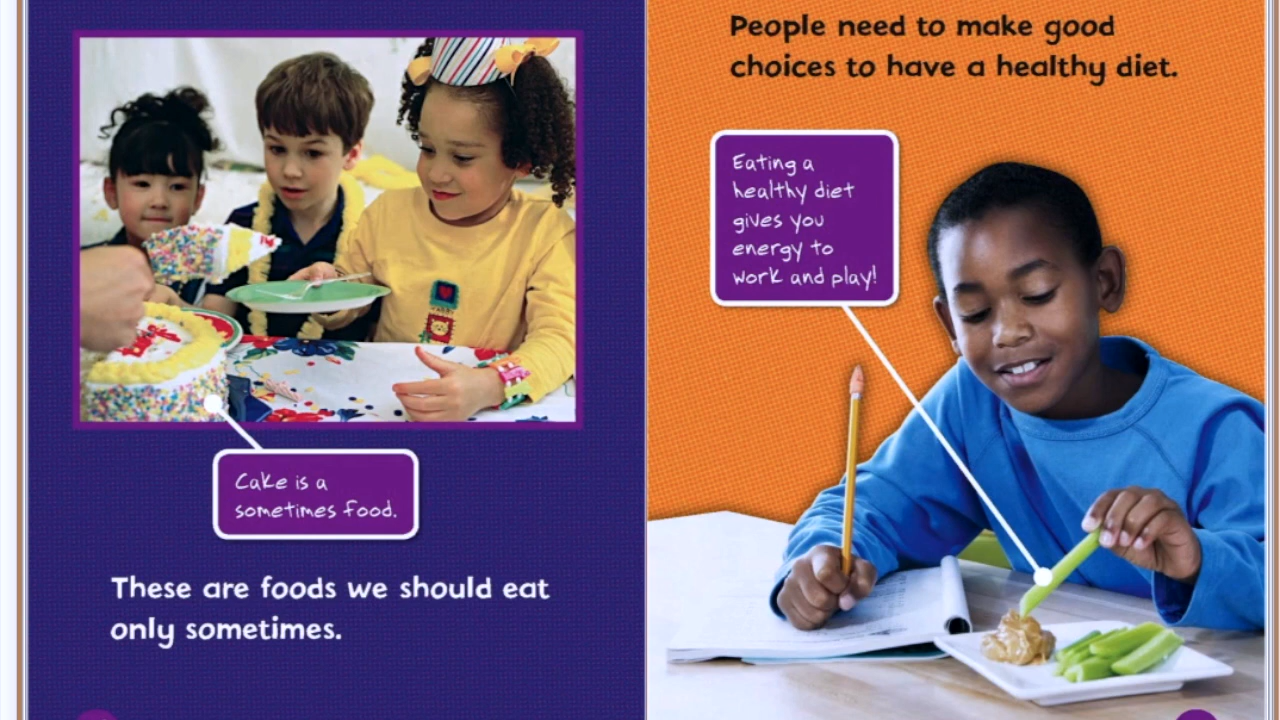 Cake is a
sometimes food.
These are foods we should eat
only sometimes.
People need to make good
choices to have a healthy diet.
Eating a
healthy diet
gives you
energy to
work and play!